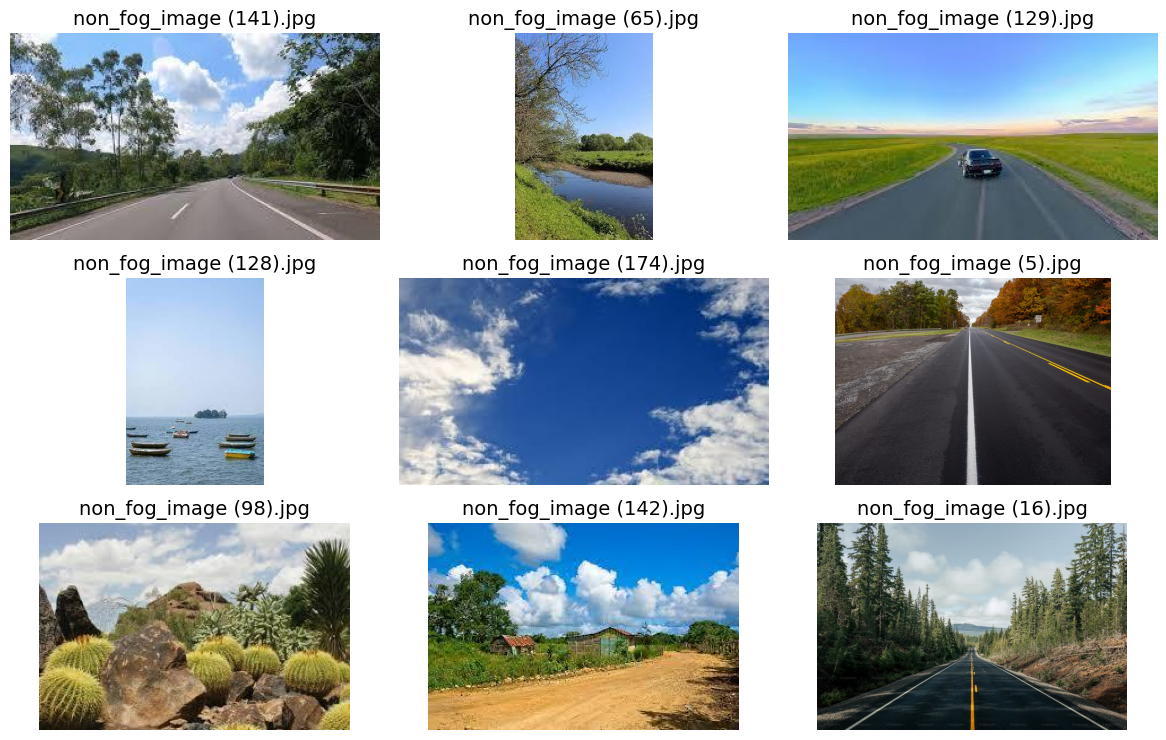 non_fog_image (141).jpg
non_fog_image (65).jpg
non_fog_image (129).jpg
non_fog_image (128).jpg
non_fog_image (174).jpg
non_fog_image (5).jpg
non_fog_image (98).jpg
non_fog_image (142).jpg
non_fog_image (16).jpg